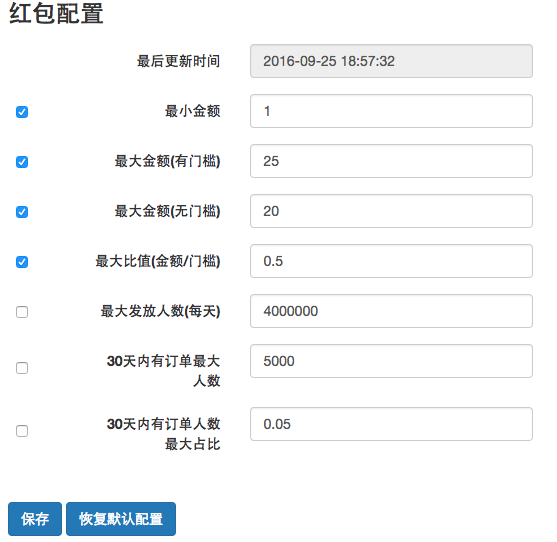 红包配置
最后更新时间 2016-09-25 18:57:32
最小金额 1
最大金额(有门槛) 25
最大金额(无门槛) 20
最大比值(金额/门槛) 0.5
最大发放人数(每天) 4000000
30天内有订单最大 5000
人数
30天内有订单人数 0.05
最大占比
保存 恢复默认配置